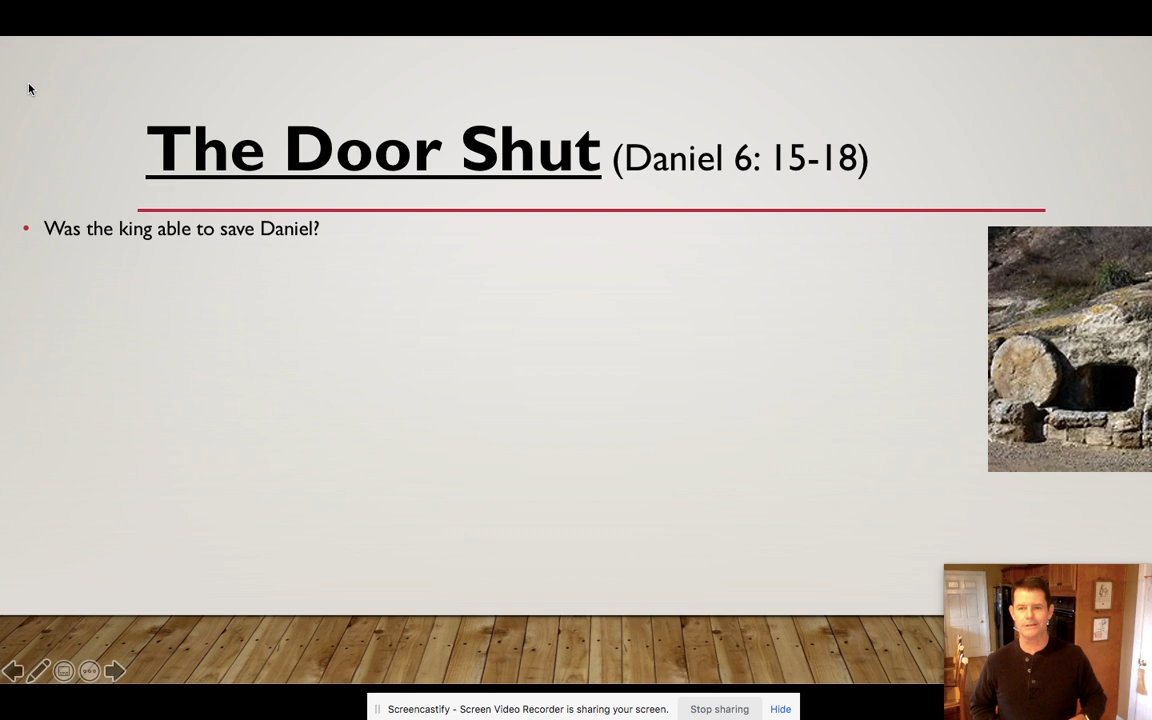 The Door Shut (Daniel 6: 15-18)
• Was the king able to save Daniel?
Screencastify - Screen Video Recorder is sharing your screen. Stop sharing Hide